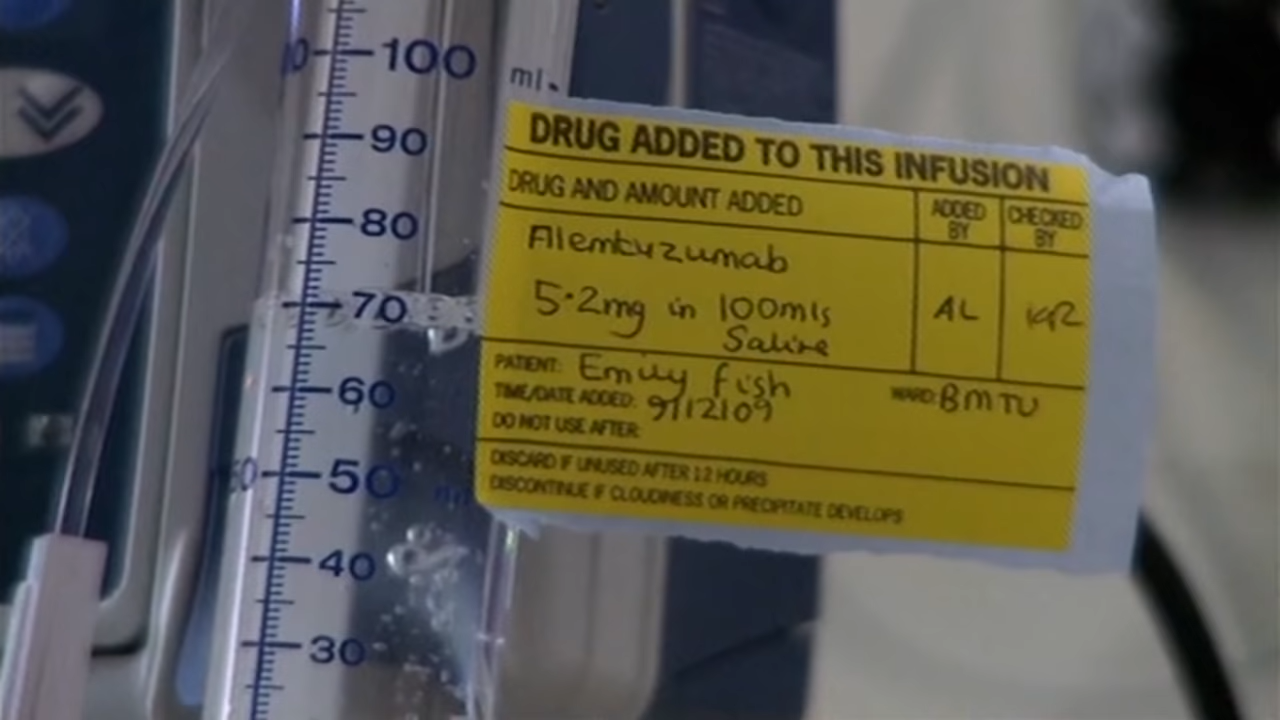 100
ml
90
80
70
60
50
40
30
DRUG ADDED TO THIS INFUSION
DRUG AND AMOUNT ADDED
ADDED BY
CHECKED BY
Alemtuzumab
5.2mg in 100mls
Saline
AL
PATIENT: Emily Fish
WARD: BMTU
TIME/DATE ADDED: 9/12/09
DO NOT USE AFTER:
DISCARD IF UNUSED AFTER 12 HOURS
DISCONTINUE IF CLOUDINESS OR PRECIPITATE DEVELOPS